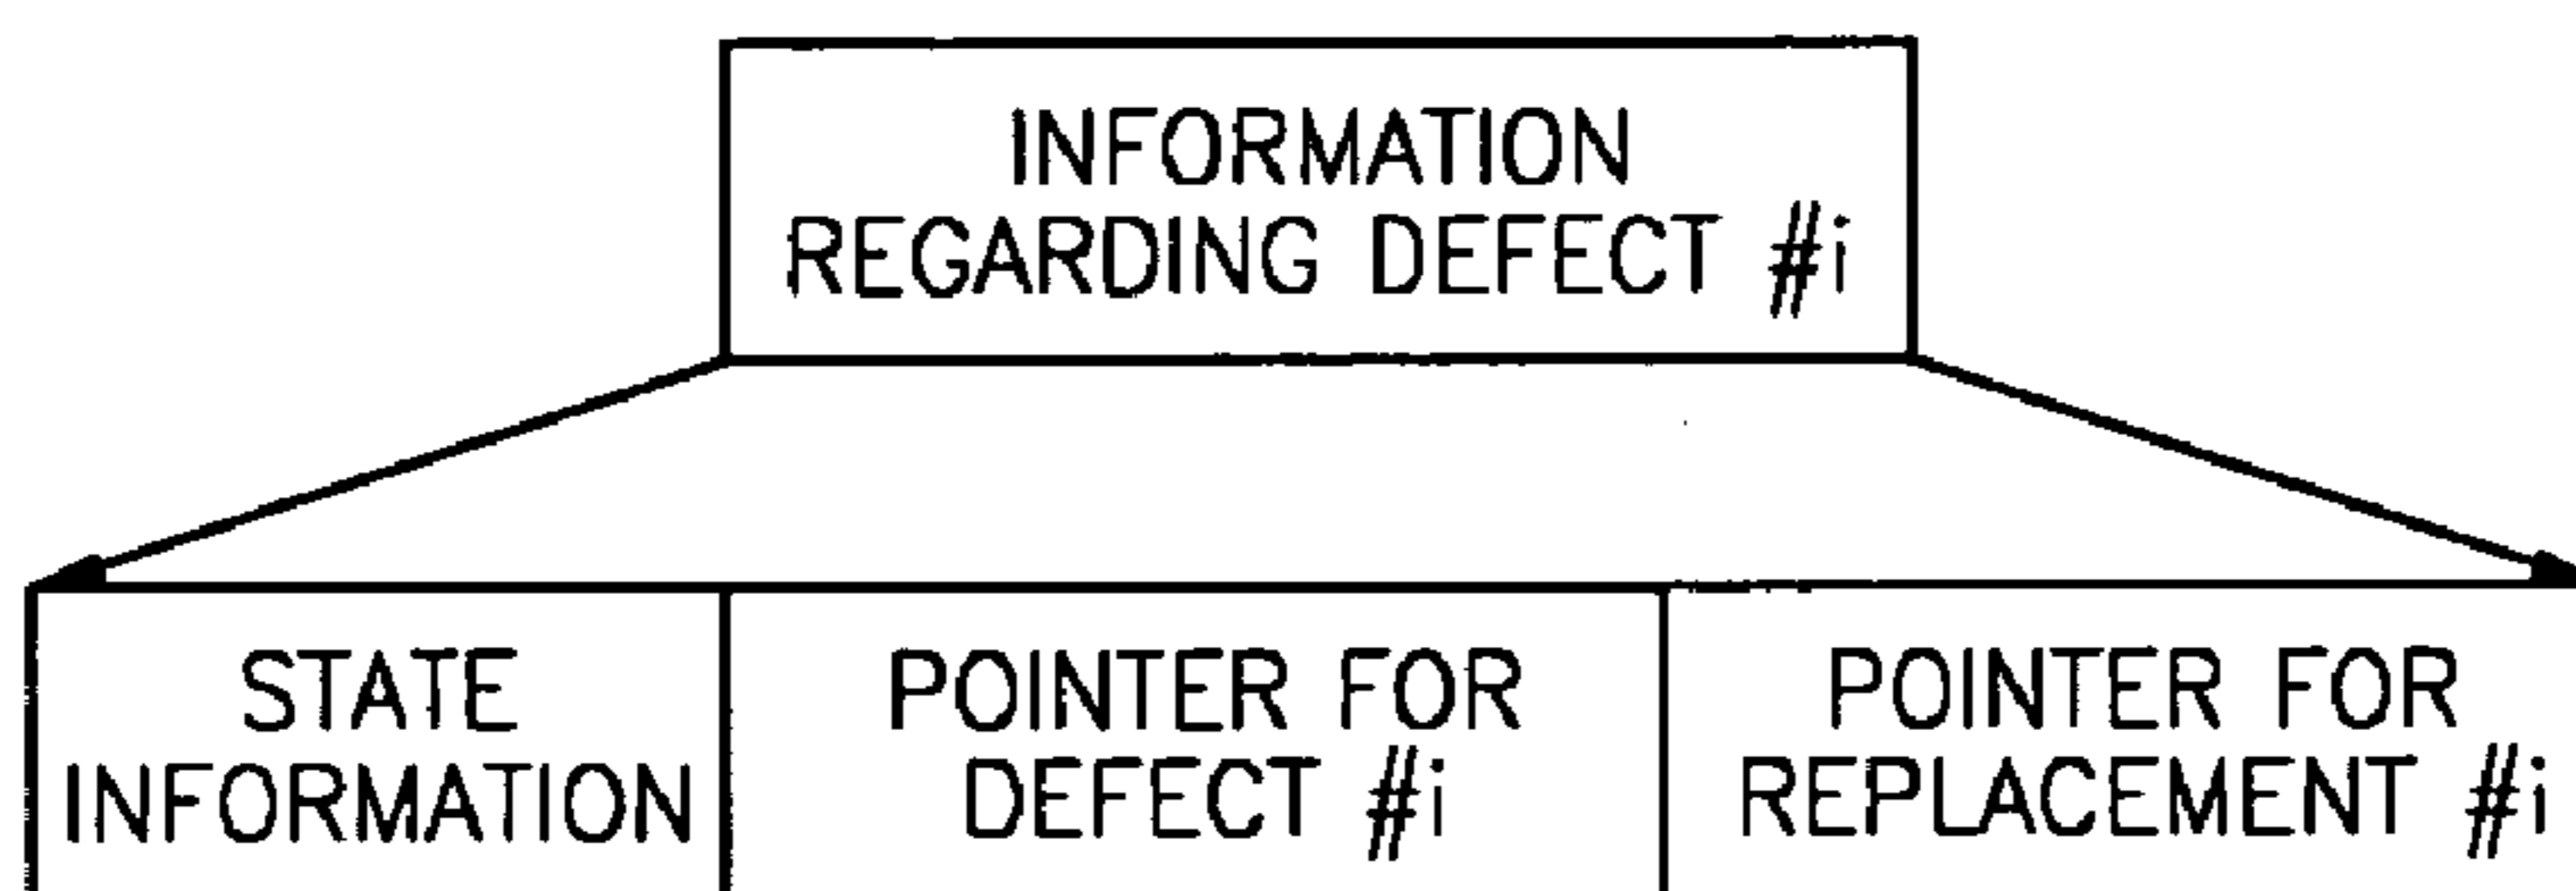 INFORMATION
REGARDING DEFECT #i
STATE
INFORMATION
POINTER FOR
DEFECT #i
POINTER FOR
REPLACEMENT #i